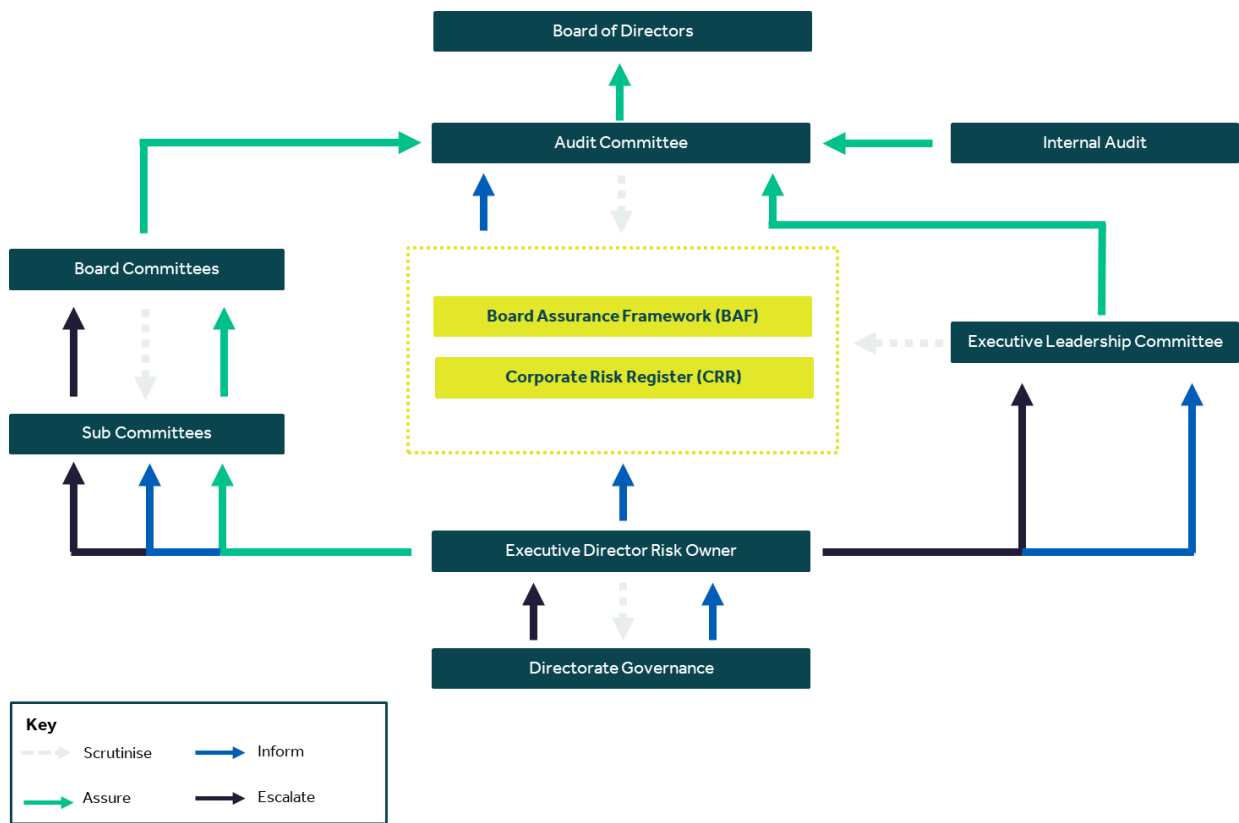 Board of Directors
Audit Committee
Internal Audit
Board Committees
Board Assurance Framework (BAF)
Executive Leadership Committee
Corporate Risk Register (CRR)
Sub Committees
Executive Director Risk Owner
Directorate Governance
Key
Scrutinise
Inform
Assure
Escalate